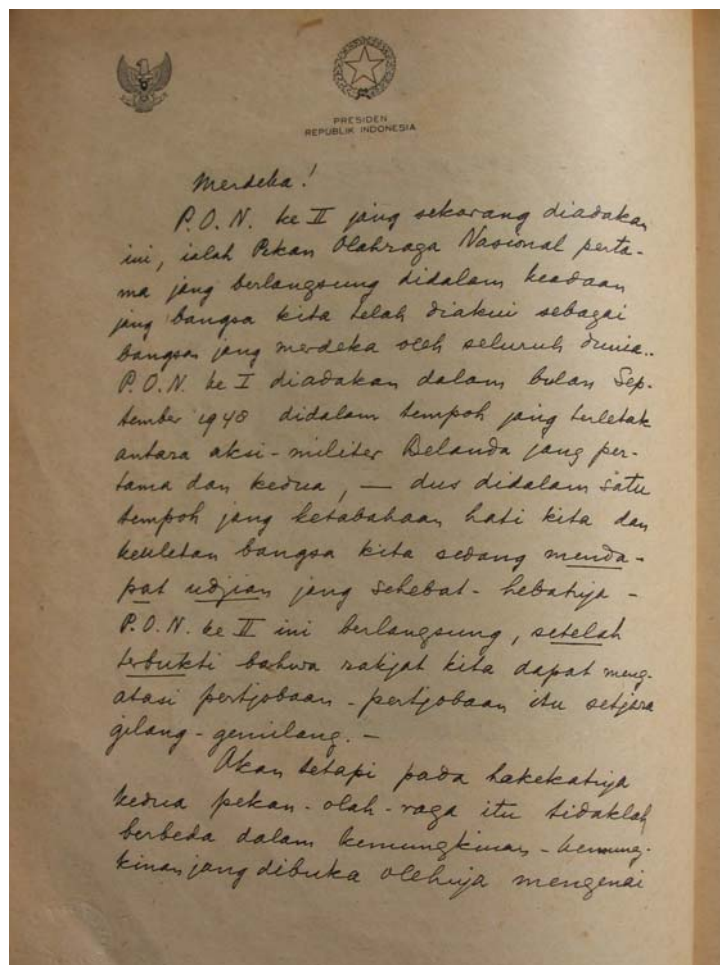 PRESIDEN
REPUBLIK INDONESIA
Merdeka!
P.O.N. ke II jang sekarang diadakan
ini, ialah Pekan Olahraga Nasional perta-
ma jang berlangsung didalam keadaan
jang bangsa kita telah diakui sebagai
bangsa jang merdeka oleh seluruh dunia..
P.O.N. ke I diadakan dalam bulan Sep-
tember 1948 didalam tempoh jang terletak
antara aksi-militer Belanda jang per-
tama dan kedua, — dus didalam satu
tempoh jang ketabahaan hati kita dan
keuletan bangsa kita sedang menda-
pat udjian jang sehebat-hebatnja -
P.O.N. ke II ini berlangsung, setelah
terbukti bahwa rakjat kita dapat meng-
atasi pertjobaan-pertjobaan itu setjara
gilang-gemilang. —
Akan tetapi pada hakekatnja
kedua pekan-olah-raga itu tidaklah
berbeda dalam kemungkinan-kemung-
kinan jang dibuka olehnja mengenai